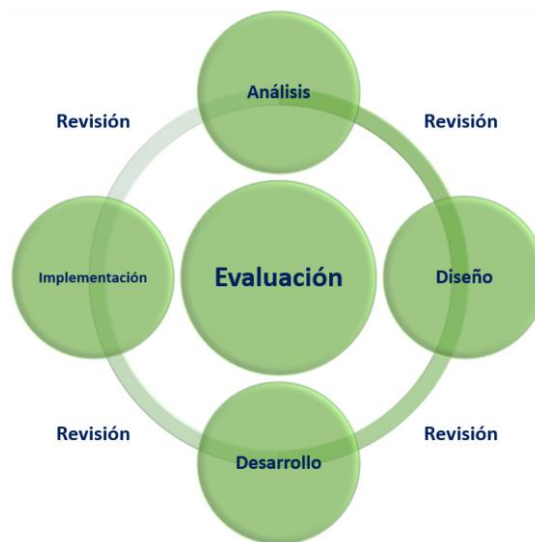 Análisis
Revisión
Revisión
Implementación
Evaluación
Diseño
Revisión
Revisión
Desarrollo